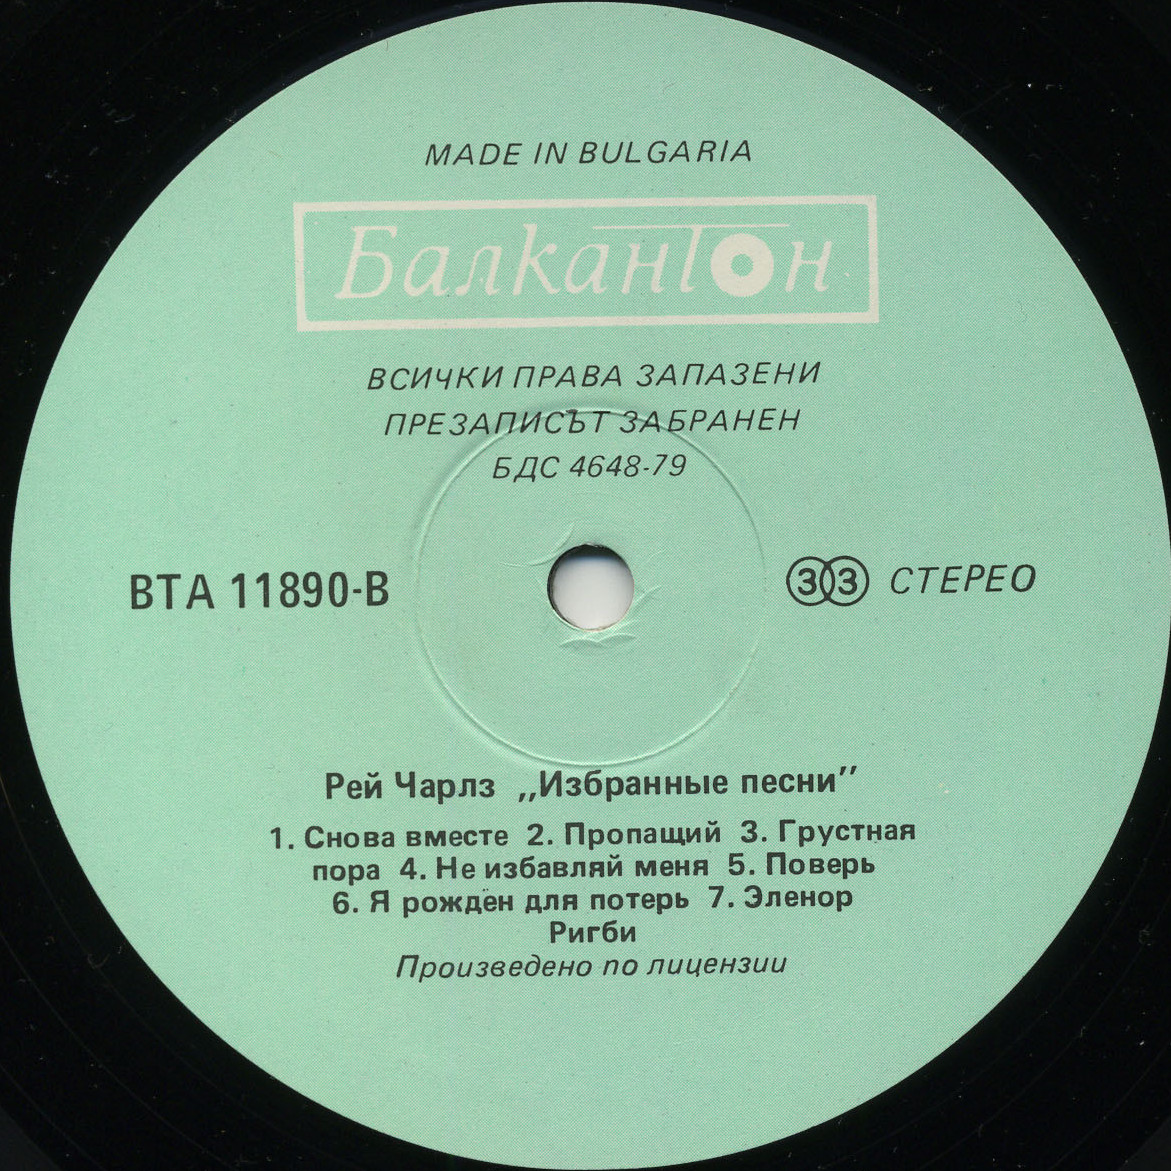 MADE IN BULGARIA
Балкантон
ВСИЧКИ ПРАВА ЗАПАЗЕНИ
ПРЕЗАПИСЪТ ЗАБРАНЕН
БДС 4648-79
ВТА 11890-В
33 СТЕРЕО
Рей Чарлз „Избранные песни”
1. Снова вместе 2. Пропащий 3. Грустная
пора 4. Не избавляй меня 5. Поверь
6. Я рождён для потерь 7. Эленор
Ригби
Произведено по лицензии